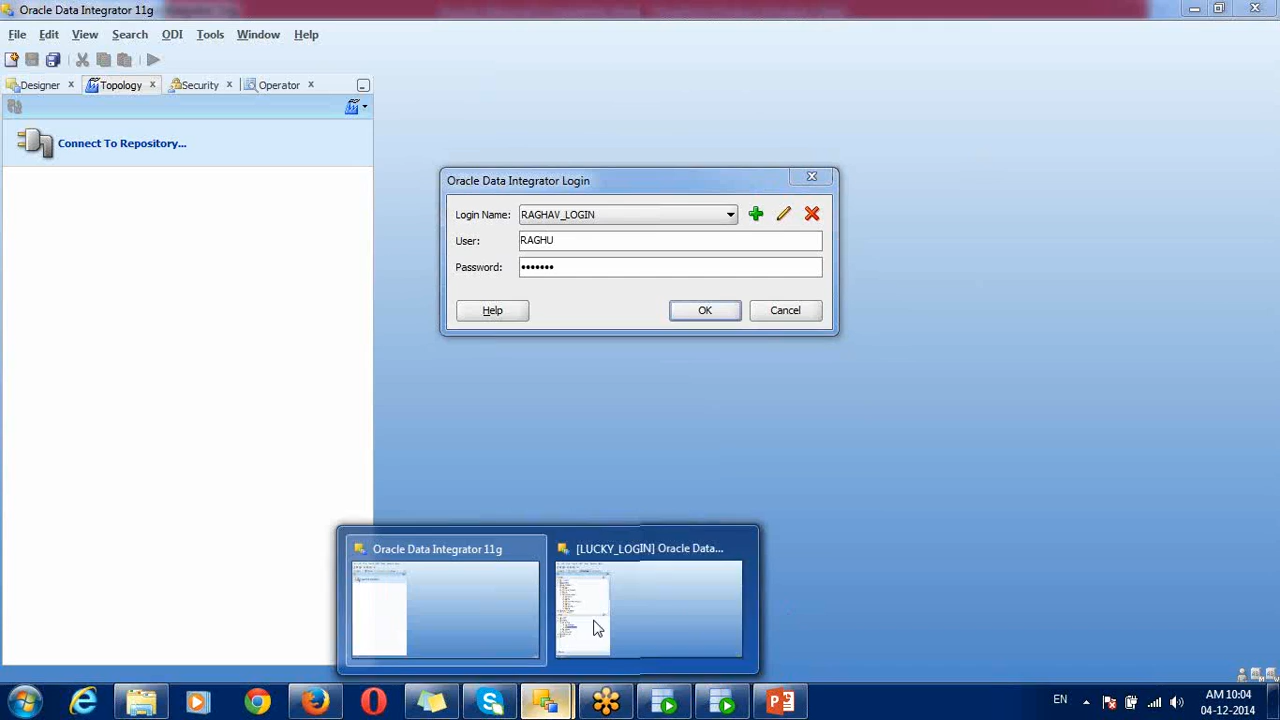 Oracle Data Integrator 11g
File Edit View Search ODI Tools Window Help
Designer Topology Security Operator
Connect To Repository...
Oracle Data Integrator Login
Login Name: RAGHAV_LOGIN
User: RAGHU
Password: •••••••
Help OK Cancel
Oracle Data Integrator 11g
[LUCKY_LOGIN] Oracle Data...
EN
AM 10:04
04-12-2014